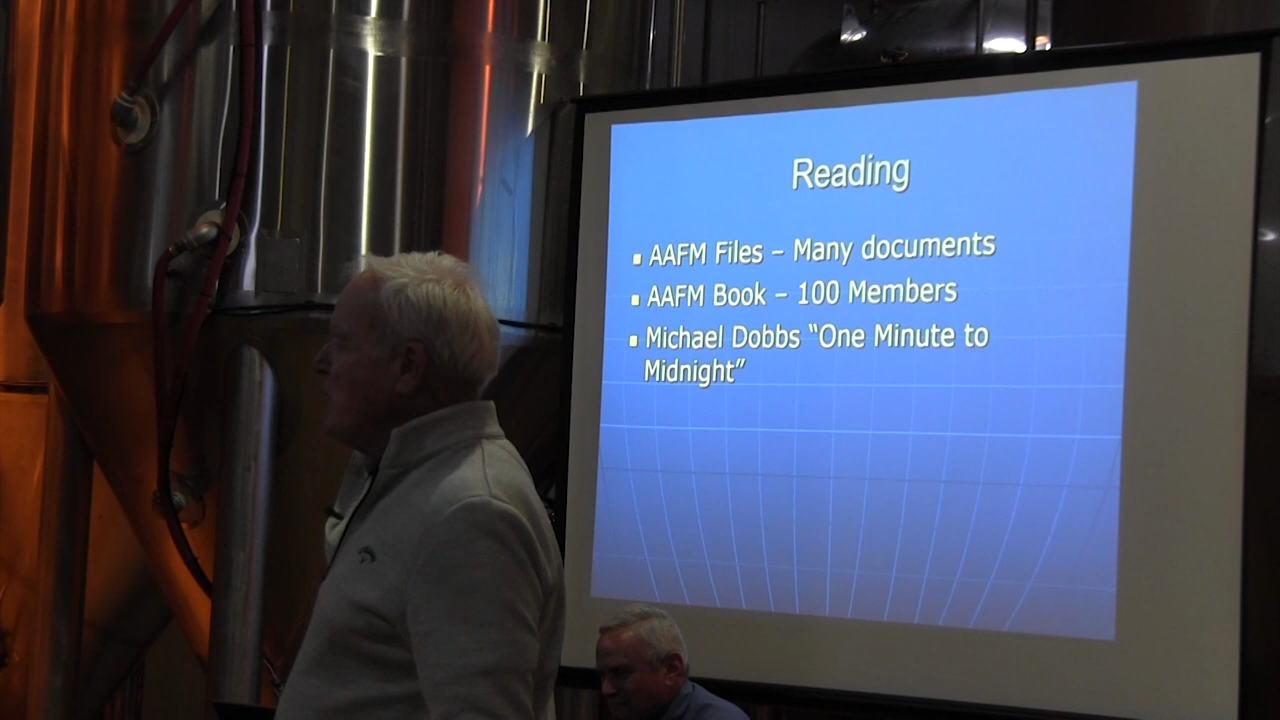 Reading
▪ AAFM Files – Many documents
▪ AAFM Book – 100 Members
▪ Michael Dobbs “One Minute to
Midnight”